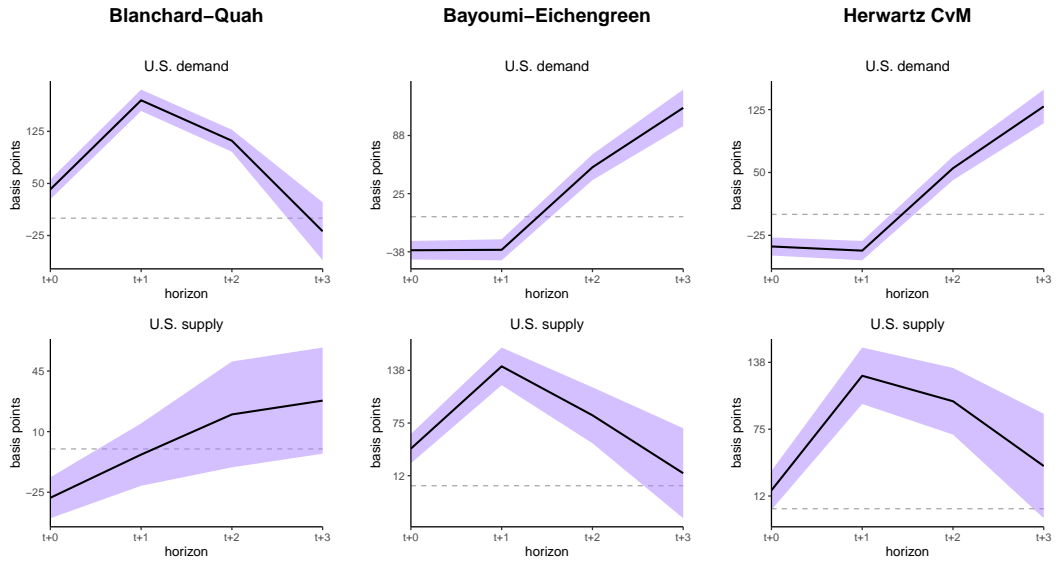 Blanchard−Quah
Bayoumi−Eichengreen
Herwartz CvM
U.S. demand
basis points
125
50
−25
t+0
t+1
t+2
t+3
horizon
U.S. demand
basis points
88
25
−38
t+0
t+1
t+2
t+3
horizon
U.S. demand
basis points
125
50
−25
t+0
t+1
t+2
t+3
horizon
U.S. supply
basis points
45
10
−25
t+0
t+1
t+2
t+3
horizon
U.S. supply
basis points
138
75
12
t+0
t+1
t+2
t+3
horizon
U.S. supply
basis points
138
75
12
t+0
t+1
t+2
t+3
horizon